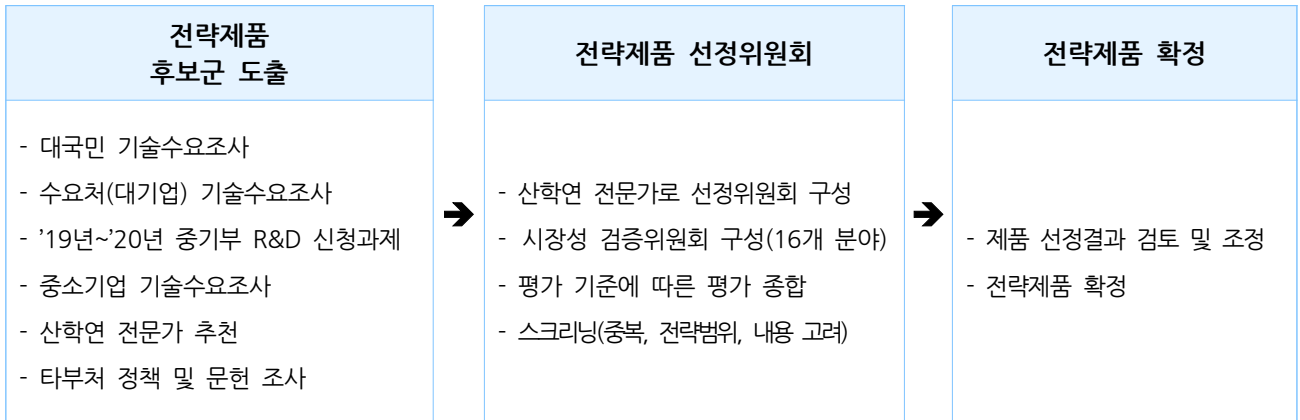 전략제품
후보군 도출
- 대국민 기술수요조사
- 수요처(대기업) 기술수요조사
- ’19년~’20년 중기부 R&D 신청과제
- 중소기업 기술수요조사
- 산학연 전문가 추천
- 타부처 정책 및 문헌 조사
전략제품 선정위원회
- 산학연 전문가로 선정위원회 구성
- 시장성 검증위원회 구성(16개 분야)
- 평가 기준에 따른 평가 종합
- 스크리닝(중복, 전략범위, 내용 고려)
전략제품 확정
- 제품 선정결과 검토 및 조정
- 전략제품 확정